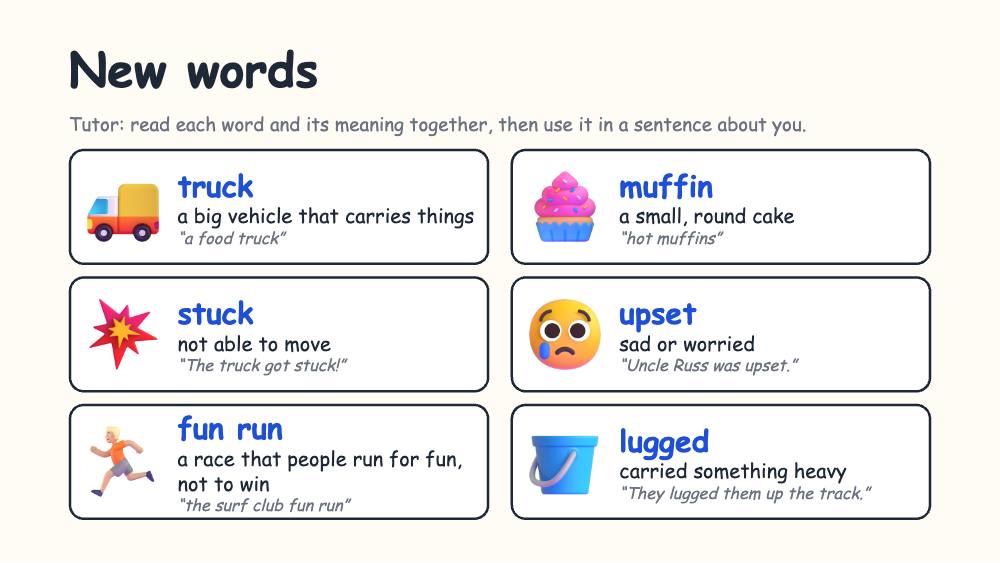 New words
Tutor: read each word and its meaning together, then use it in a sentence about you.
truck
a big vehicle that carries things
"a food truck"
muffin
a small, round cake
"hot muffins"
stuck
not able to move
"The truck got stuck!"
upset
sad or worried
"Uncle Russ was upset."
fun run
a race that people run for fun,
not to win
"the surf club fun run"
lugged
carried something heavy
"They lugged them up the track."